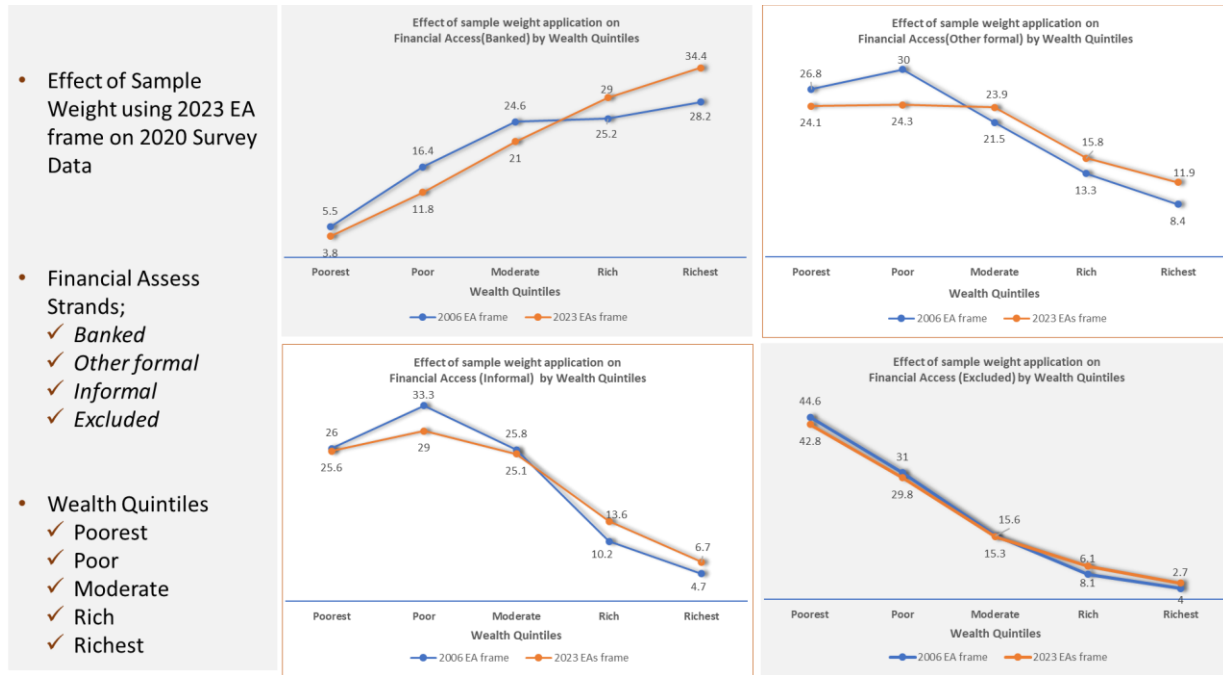 • Effect of Sample
Weight using 2023 EA
frame on 2020 Survey
Data
• Financial Assess
Strands;
✓ Banked
✓ Other formal
✓ Informal
✓ Excluded
• Wealth Quintiles
✓ Poorest
✓ Poor
✓ Moderate
✓ Rich
✓ Richest
Effect of sample weight application on
Financial Access(Banked) by Wealth Quintiles
34.4
29
24.6
28.2
25.2
21
16.4
11.8
5.5
3.8
Poorest Poor Moderate Rich Richest
Wealth Quintiles
2006 EA frame 2023 EAs frame
Effect of sample weight application on
Financial Access(Other formal) by Wealth Quintiles
30
26.8
23.9
24.1 24.3
21.5
15.8
13.3
11.9
8.4
Poorest Poor Moderate Rich Richest
Wealth Quintiles
2006 EA frame 2023 EAs frame
Effect of sample weight application on
Financial Access (Informal) by Wealth Quintiles
33.3
26 25.8
29
25.6 25.1
13.6
10.2
6.7
4.7
Poorest Poor Moderate Rich Richest
Wealth Quintiles
2006 EA frame 2023 EAs frame
Effect of sample weight application on
Financial Access (Excluded) by Wealth Quintiles
44.6
42.8
31
29.8
15.6
15.3
6.1
8.1
2.7
4
Poorest Poor Moderate Rich Richest
Wealth Quintiles
2006 EA frame 2023 EAs frame